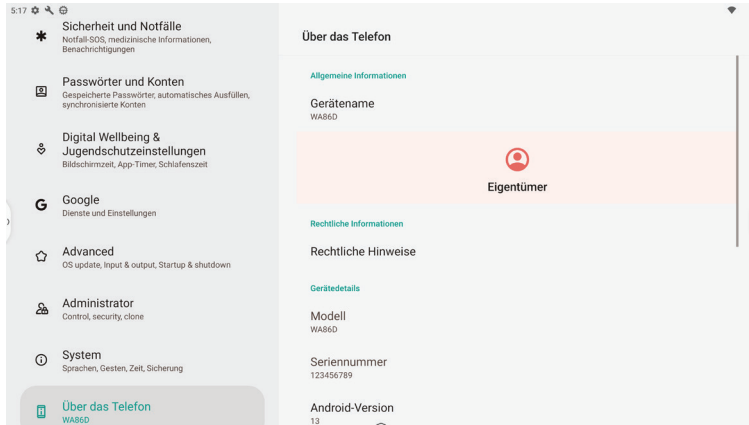 5:17
Sicherheit und Notfälle
Notfall-SOS, medizinische Informationen,
Benachrichtigungen
Passwörter und Konten
Gespeicherte Passwörter, automatisches Ausfüllen,
synchronisierte Konten
Digital Wellbeing &
Jugendschutzeinstellungen
Bildschirmzeit, App-Timer, Schlafenszeit
Google
Dienste und Einstellungen
Advanced
OS update, Input & output, Startup & shutdown
Administrator
Control, security, clone
System
Sprachen, Gesten, Zeit, Sicherung
Über das Telefon
WA86D
Über das Telefon
Allgemeine Informationen
Gerätename
WA86D
Eigentümer
Rechtliche Informationen
Rechtliche Hinweise
Gerätedetails
Modell
WA86D
Seriennummer
123456789
Android-Version
13